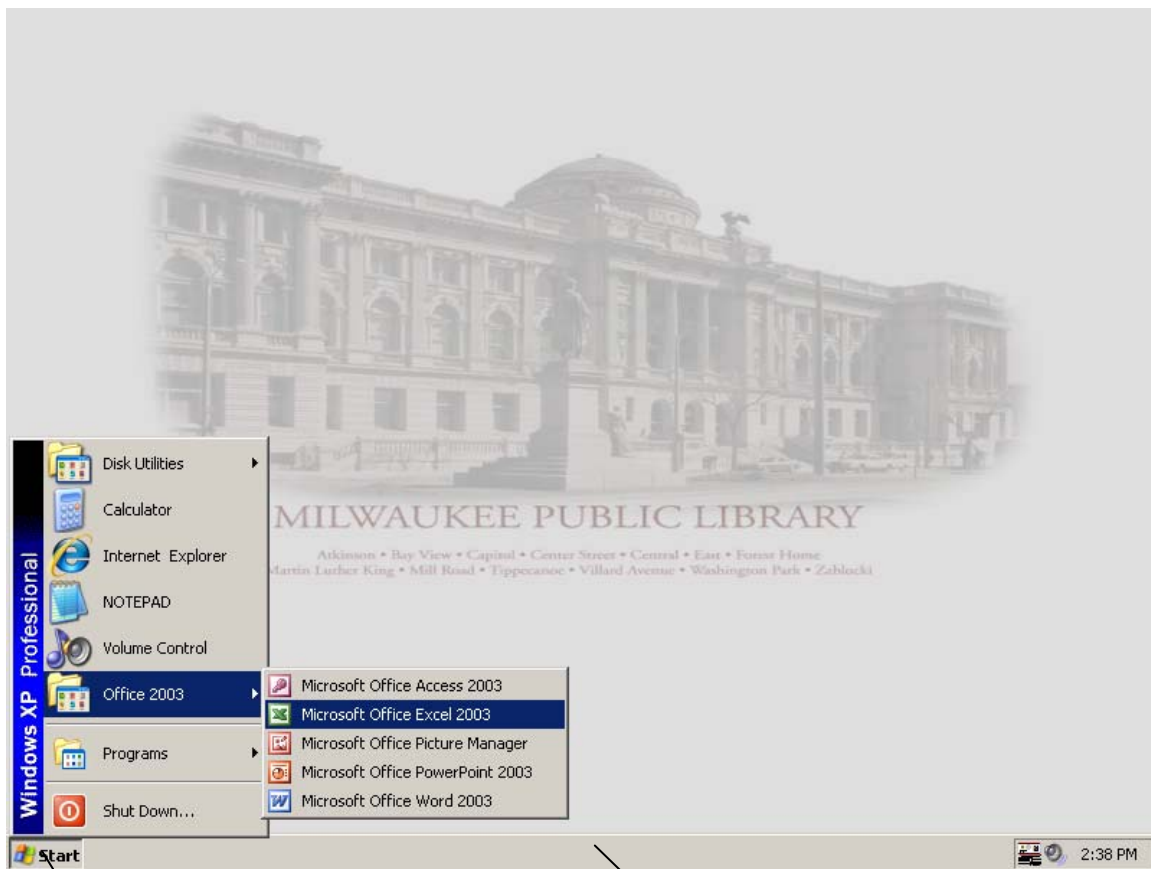 MILWAUKEE PUBLIC LIBRARY
Atkinson • Bay View • Capitol • Center Street • Central • East • Forest Home
Martin Luther King • Mill Road • Tippecanoe • Villard Avenue • Washington Park • Zablocki
Windows XP Professional
Disk Utilities
Calculator
Internet Explorer
NOTEPAD
Volume Control
Office 2003
Programs
Shut Down...
Microsoft Office Access 2003
Microsoft Office Excel 2003
Microsoft Office Picture Manager
Microsoft Office PowerPoint 2003
Microsoft Office Word 2003
Start
2:38 PM